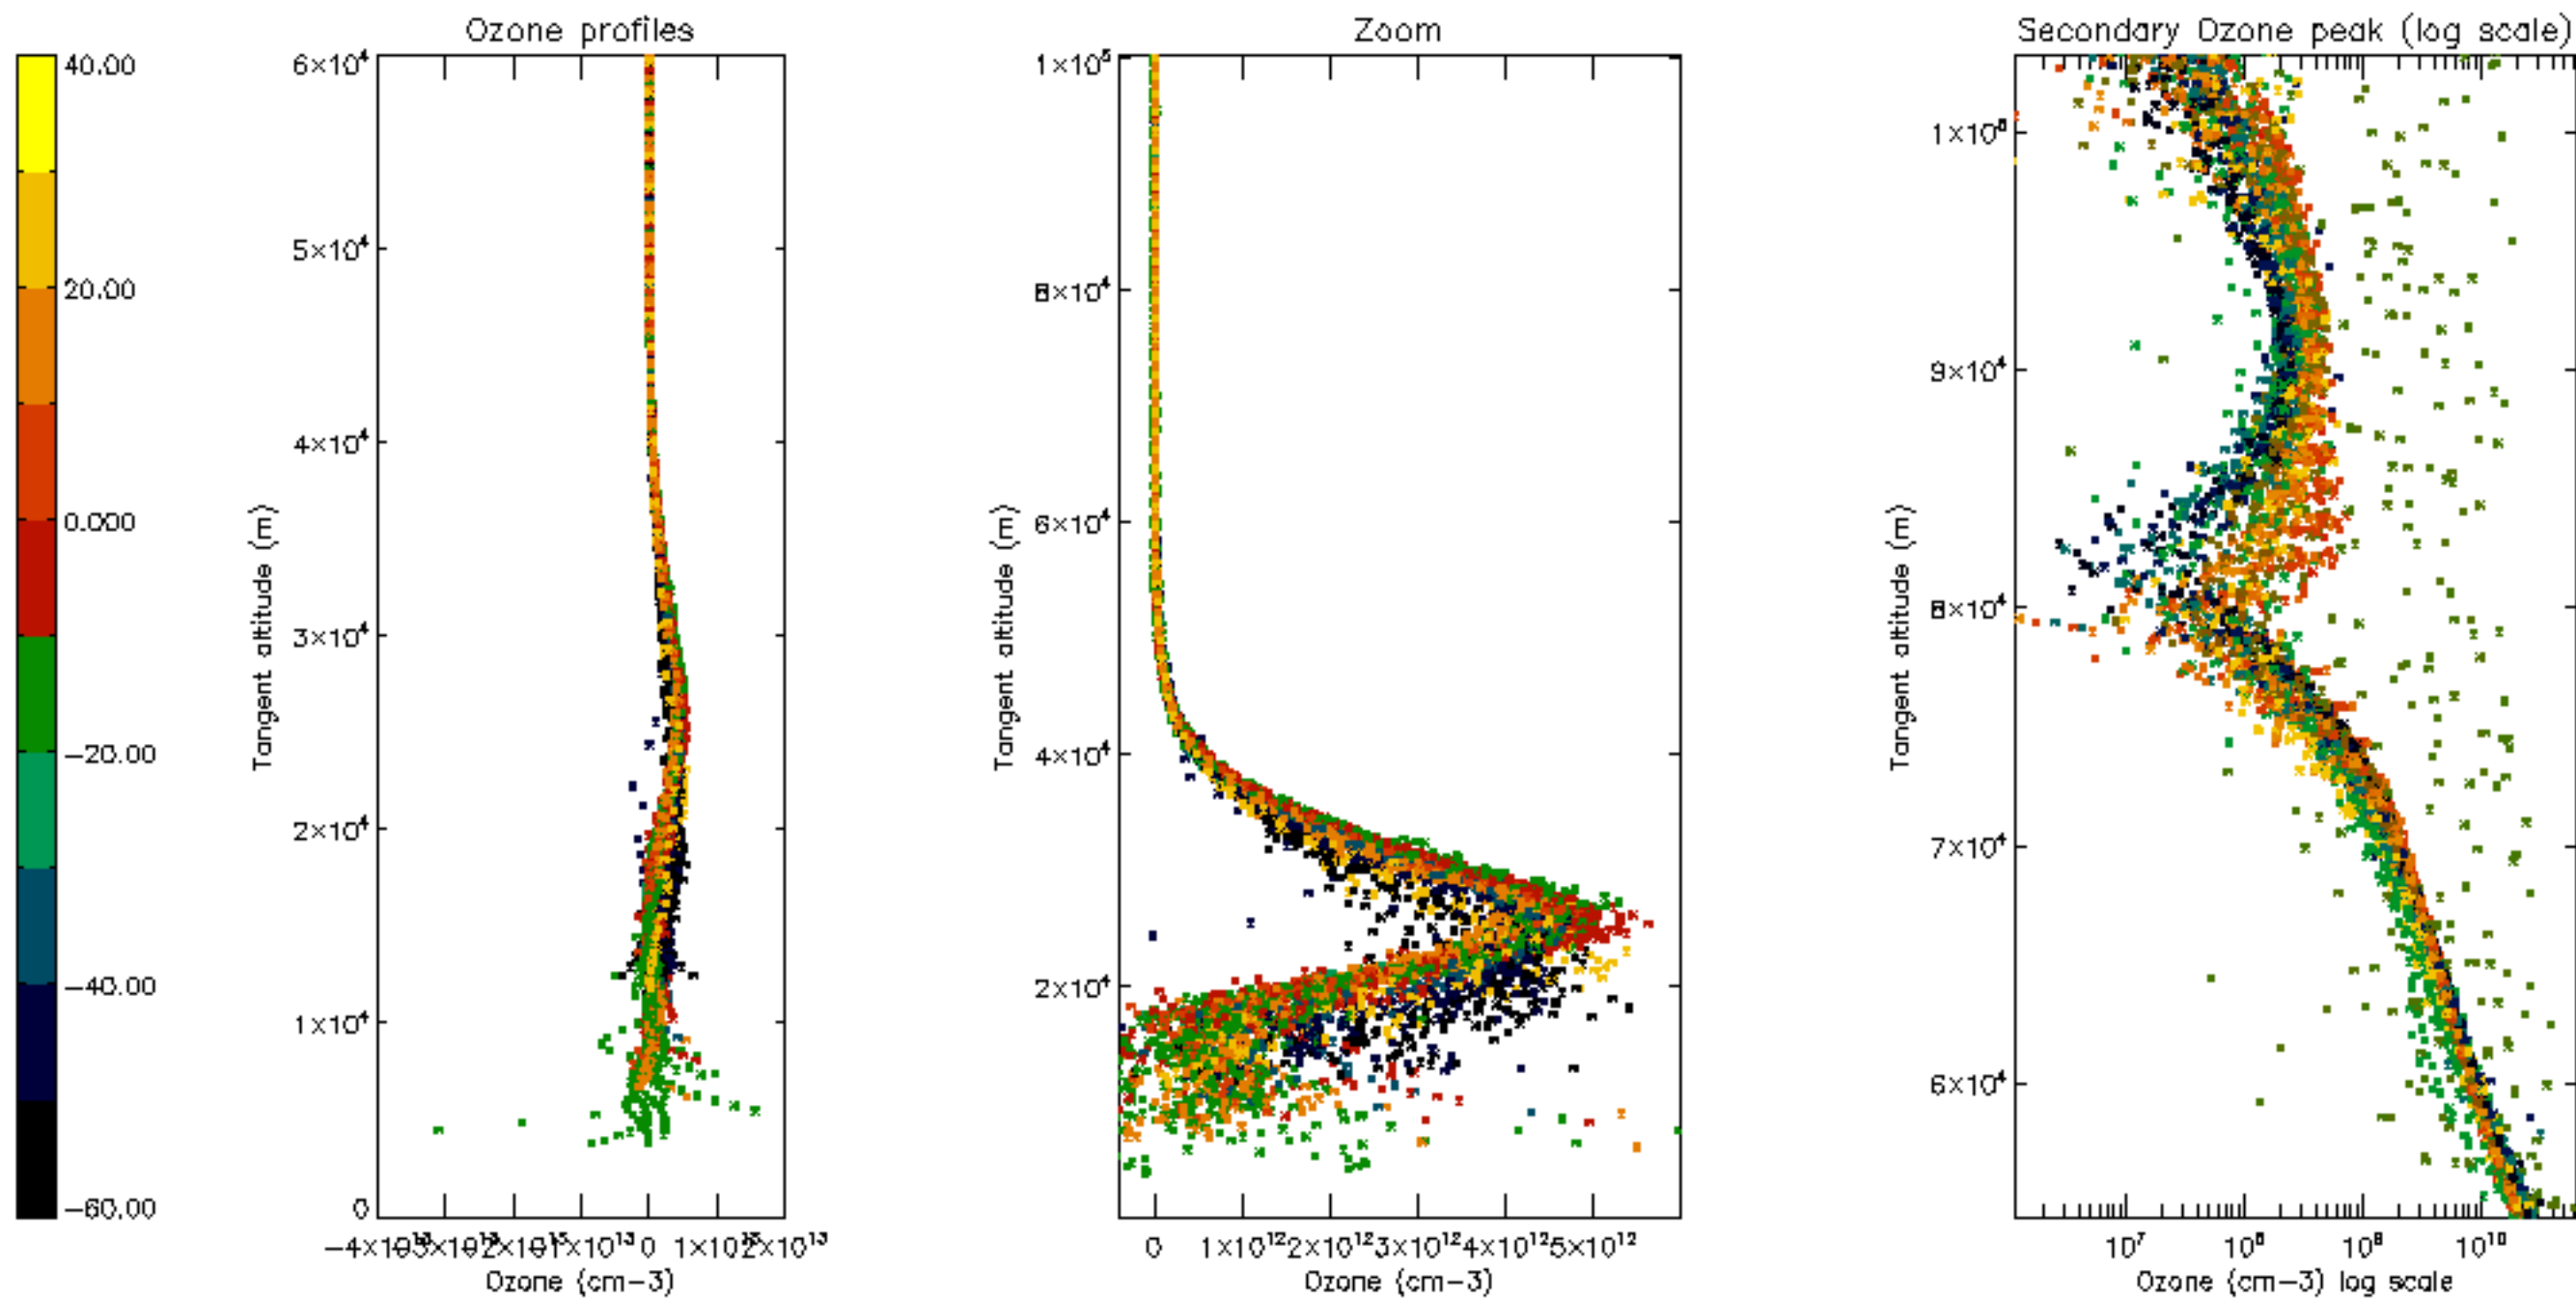 Ozone profiles
Zoom
Secondary Ozone peak (log scale)
40.00
20.00
0.000
-20.00
-40.00
-60.00
6×10⁴
5×10⁴
4×10⁴
3×10⁴
2×10⁴
1×10⁴
0
Tangent altitude (m)
0
Ozone (cm-3)
1×10⁵
8×10⁴
6×10⁴
4×10⁴
2×10⁴
Tangent altitude (m)
0 1×10¹² 2×10¹² 3×10¹² 4×10¹² 5×10¹²
Ozone (cm-3)
9×10⁴
8×10⁴
7×10⁴
6×10⁴
Tangent altitude (m)
10⁷ 10⁸ 10⁹ 10¹⁰
Ozone (cm-3) log scale